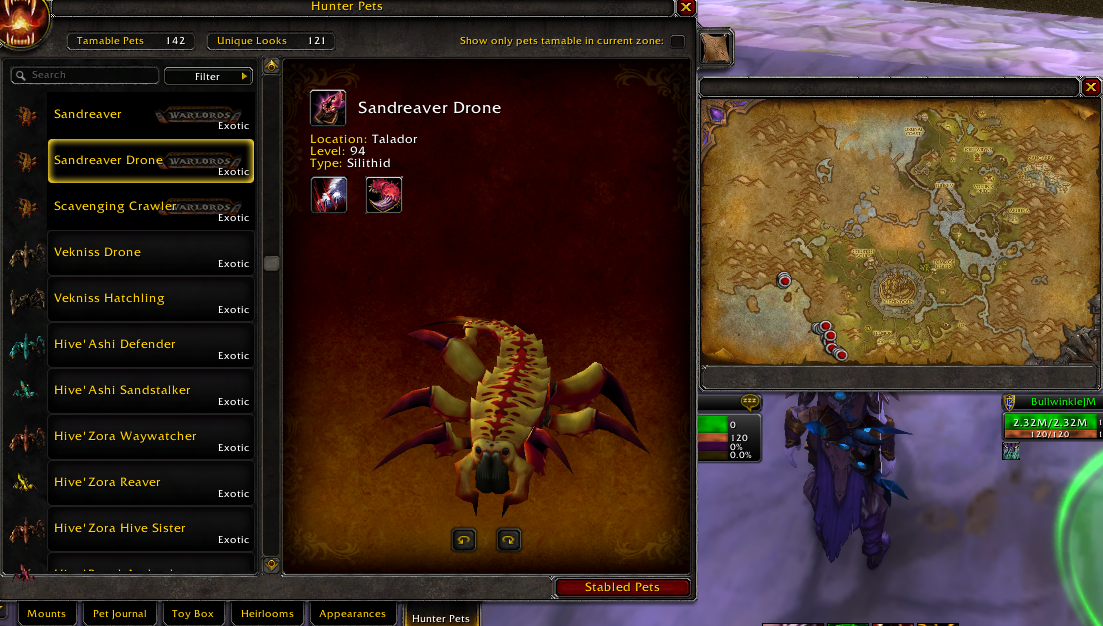 Hunter Pets
Tamable Pets 142
Unique Looks 121
Show only pets tamable in current zone:
Search
Filter
Sandreaver
WARLORDS
Exotic
Sandreaver Drone
WARLORDS
Exotic
Scavenging Crawler
WARLORDS
Exotic
Vekniss Drone
Exotic
Vekniss Hatchling
Exotic
Hive'Ashi Defender
Exotic
Hive'Ashi Sandstalker
Exotic
Hive'Zora Waywatcher
Exotic
Hive'Zora Reaver
Exotic
Hive'Zora Hive Sister
Exotic
Sandreaver Drone
Location: Talador
Level: 94
Type: Silithid
Stabled Pets
Mounts
Pet Journal
Toy Box
Heirlooms
Appearances
Hunter Pets
zzz
0
120
0%
0.0%
BullwinkleJM
2.32M/2.32M
120/120